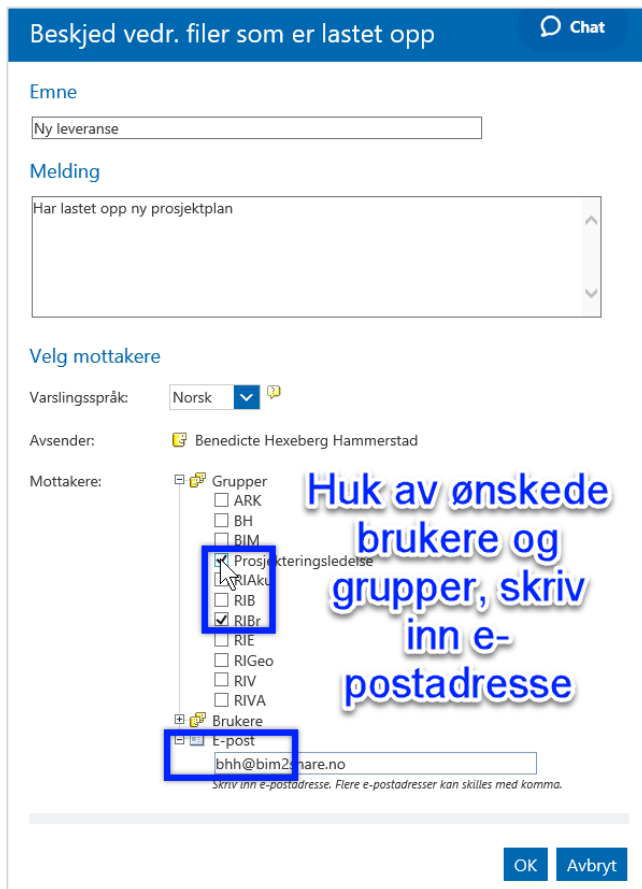 Beskjed vedr. filer som er lastet opp
Chat
Emne
Ny leveranse
Melding
Har lastet opp ny prosjektplan
Velg mottakere
Varslingsspråk: Norsk
Avsender: Benedicte Hexeberg Hammerstad
Mottakere:
Grupper
ARK
BH
BIM
Prosjekteringsledelse
RIAku
RIB
RIBr
RIE
RIGeo
RIV
RIVA
Brukere
E-post
bhh@bim2share.no
Skriv inn e-postadresse. Flere e-postadresser kan skilles med komma.
Huk av ønskede
brukere og
grupper, skriv
inn e-
postadresse
OK Avbryt